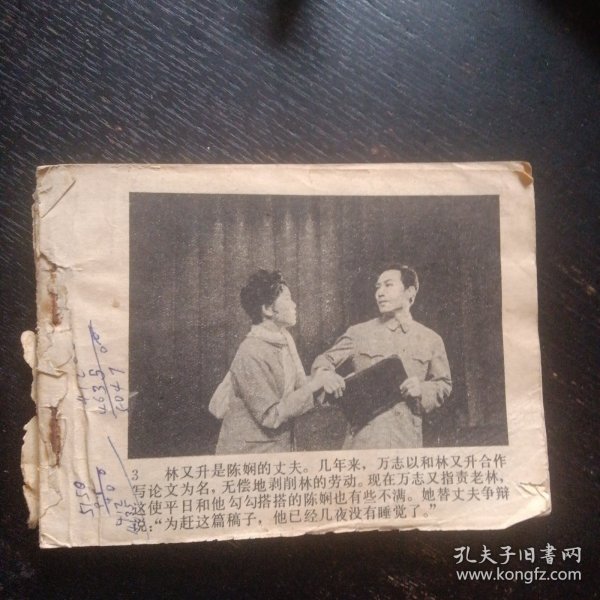 3 林又升是陈娴的丈夫。几年来，万志以和林又升合作
写论文为名，无偿地剥削林的劳动。现在万志又指责老林，
这使平日和他勾勾搭搭的陈娴也有些不满。她替丈夫争辩
说：“为赶这篇稿子，他已经几夜没有睡觉了。”
孔夫子旧书网
www.kongfz.com